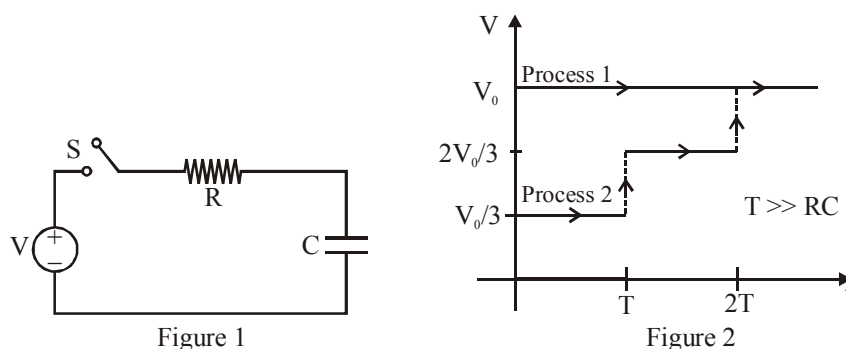 S
R
V
+
−
C
Figure 1
V
Process 1
V₀
2V₀/3
Process 2
V₀/3
T >> RC
T
2T
Figure 2